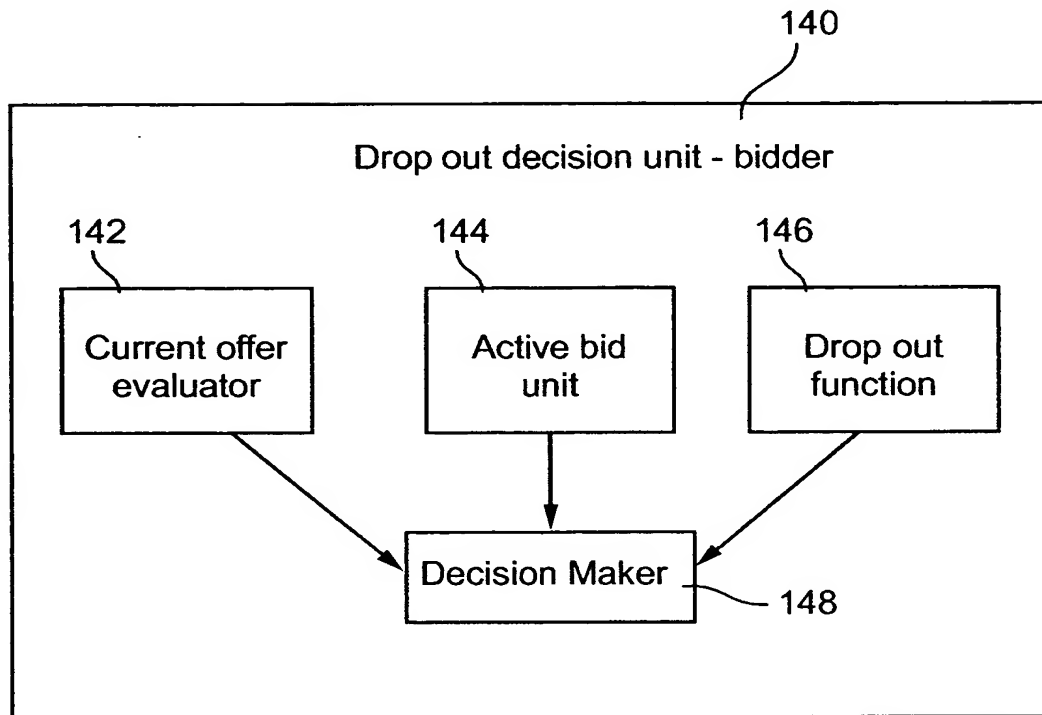 140
Drop out decision unit - bidder
142
144
146
Current offer
evaluator
Active bid
unit
Drop out
function
Decision Maker
148